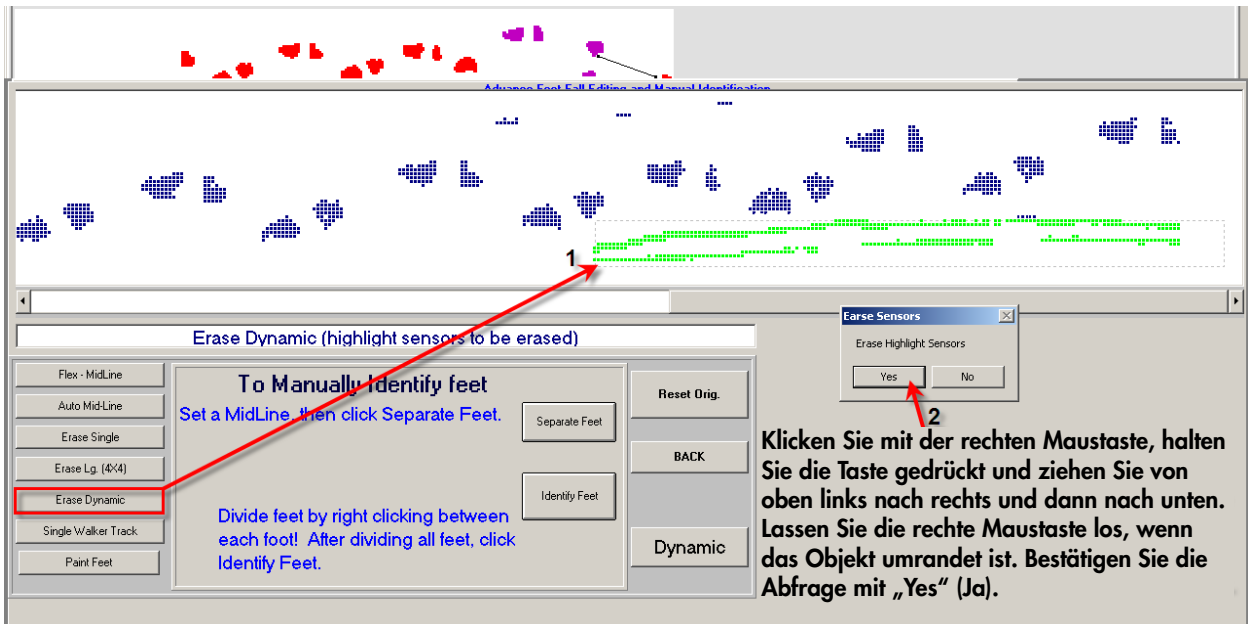 Advance Foot Fall Editing and Manual Identification
1
Erase Dynamic (highlight sensors to be erased)
Earse Sensors
Erase Highlight Sensors
Yes
No
2
Flex - MidLine
Auto Mid-Line
Erase Single
Erase Lg. (4X4)
Erase Dynamic
Single Walker Track
Paint Feet
To Manually Identify feet
Set a MidLine, then click Separate Feet.
Separate Feet
Identify Feet
Divide feet by right clicking between
each foot! After dividing all feet, click
Identify Feet.
Reset Orig.
BACK
Dynamic
Klicken Sie mit der rechten Maustaste, halten
Sie die Taste gedrückt und ziehen Sie von
oben links nach rechts und dann nach unten.
Lassen Sie die rechte Maustaste los, wenn
das Objekt umrandet ist. Bestätigen Sie die
Abfrage mit „Yes“ (Ja).